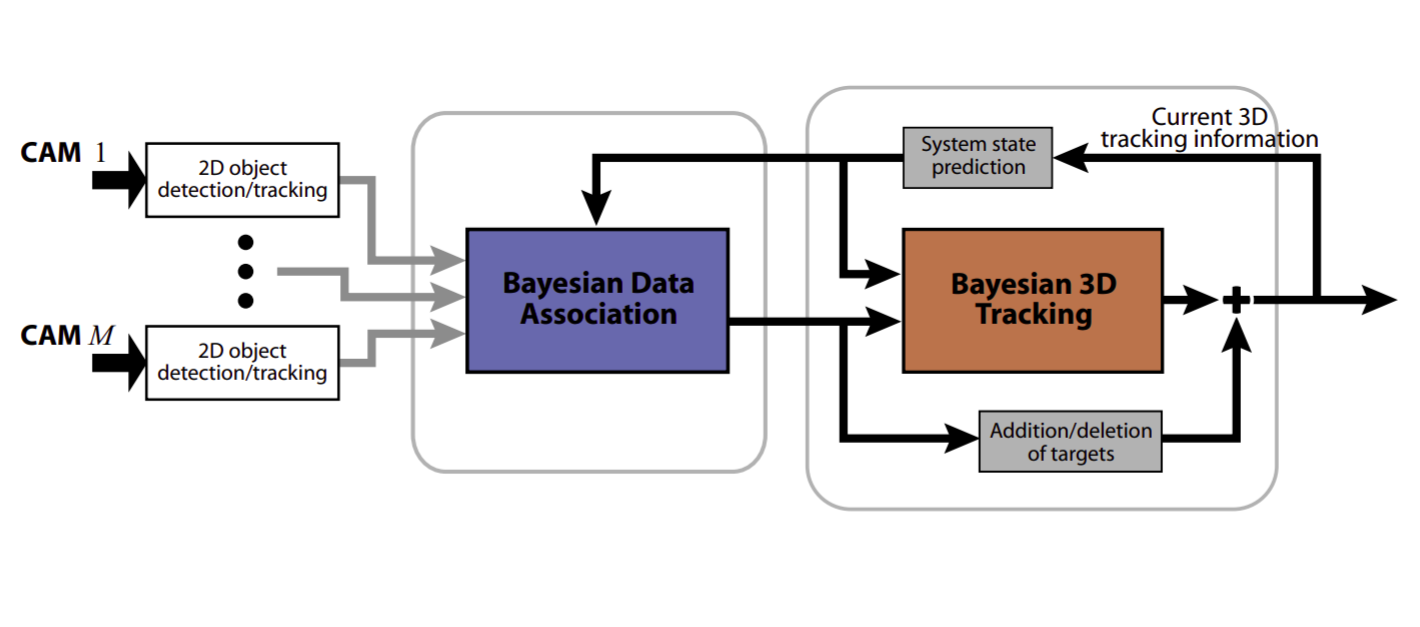 CAM 1
2D object
detection/tracking
CAM M
2D object
detection/tracking
Bayesian Data
Association
System state
prediction
Current 3D
tracking information
Bayesian 3D
Tracking
+
Addition/deletion
of targets